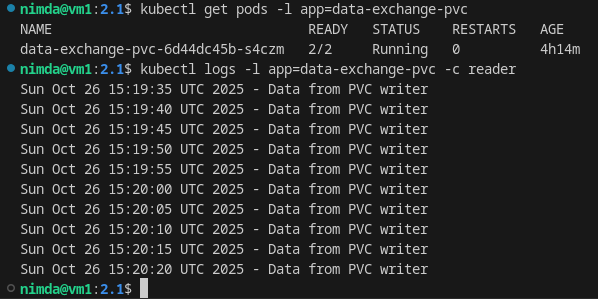 nimda@vm1:2.1$ kubectl get pods -l app=data-exchange-pvc
NAME                                READY   STATUS    RESTARTS   AGE
data-exchange-pvc-6d44dc45b-s4czm   2/2     Running   0          4h14m
nimda@vm1:2.1$ kubectl logs -l app=data-exchange-pvc -c reader
Sun Oct 26 15:19:35 UTC 2025 - Data from PVC writer
Sun Oct 26 15:19:40 UTC 2025 - Data from PVC writer
Sun Oct 26 15:19:45 UTC 2025 - Data from PVC writer
Sun Oct 26 15:19:50 UTC 2025 - Data from PVC writer
Sun Oct 26 15:19:55 UTC 2025 - Data from PVC writer
Sun Oct 26 15:20:00 UTC 2025 - Data from PVC writer
Sun Oct 26 15:20:05 UTC 2025 - Data from PVC writer
Sun Oct 26 15:20:10 UTC 2025 - Data from PVC writer
Sun Oct 26 15:20:15 UTC 2025 - Data from PVC writer
Sun Oct 26 15:20:20 UTC 2025 - Data from PVC writer
nimda@vm1:2.1$